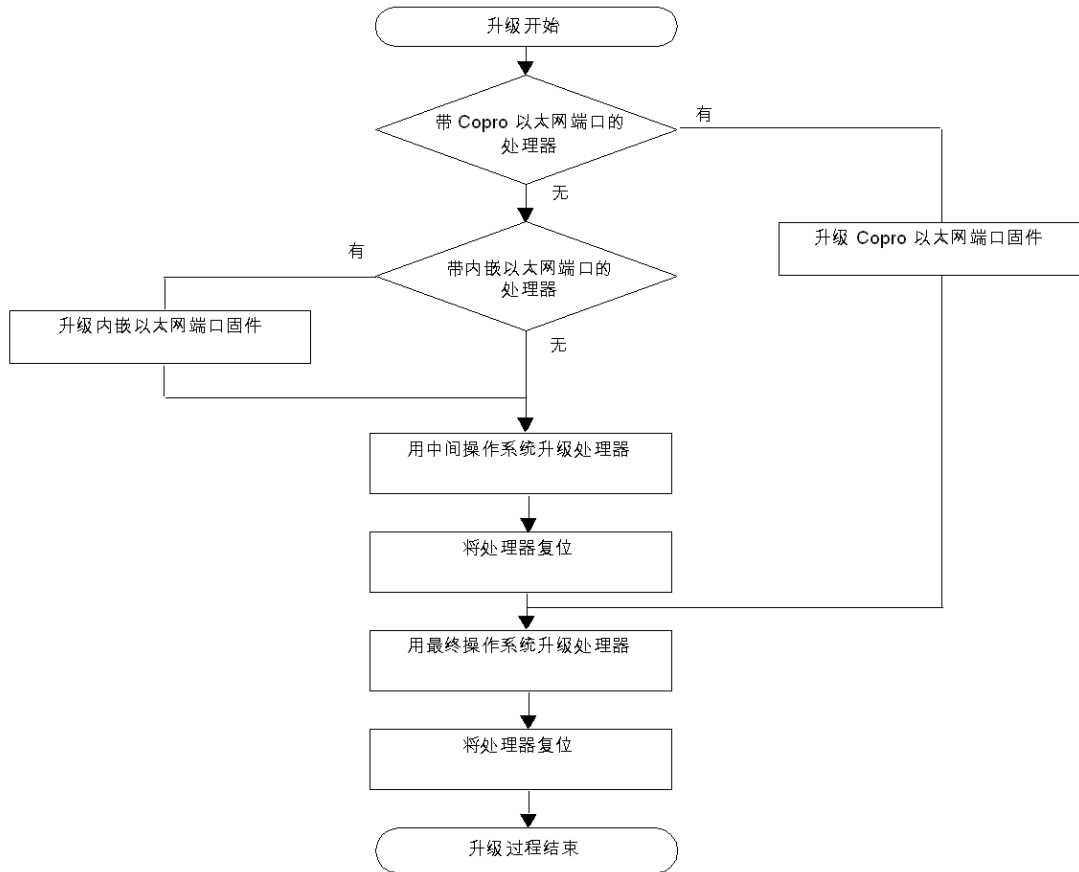 升级开始
带 Copro 以太网端口的
处理器
有
无
升级 Copro 以太网端口固件
有
带内嵌以太网端口的
处理器
升级内嵌以太网端口固件
无
用中间操作系统升级处理器
将处理器复位
用最终操作系统升级处理器
将处理器复位
升级过程结束